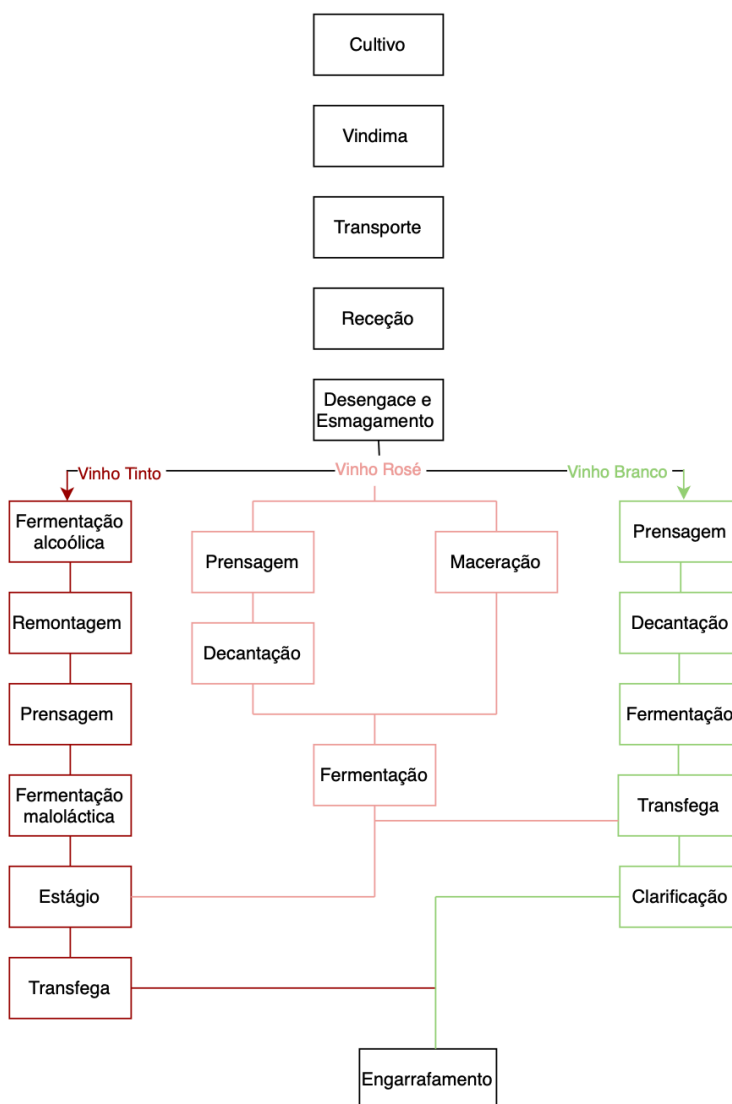 Cultivo
Vindima
Transporte
Receção
Desengace e
Esmagamento
Vinho Tinto
Vinho Rosé
Vinho Branco
Fermentação
alcoólica
Remontagem
Prensagem
Fermentação
maloláctica
Estágio
Transfega
Prensagem
Decantação
Maceração
Fermentação
Prensagem
Decantação
Fermentação
Transfega
Clarificação
Engarrafamento